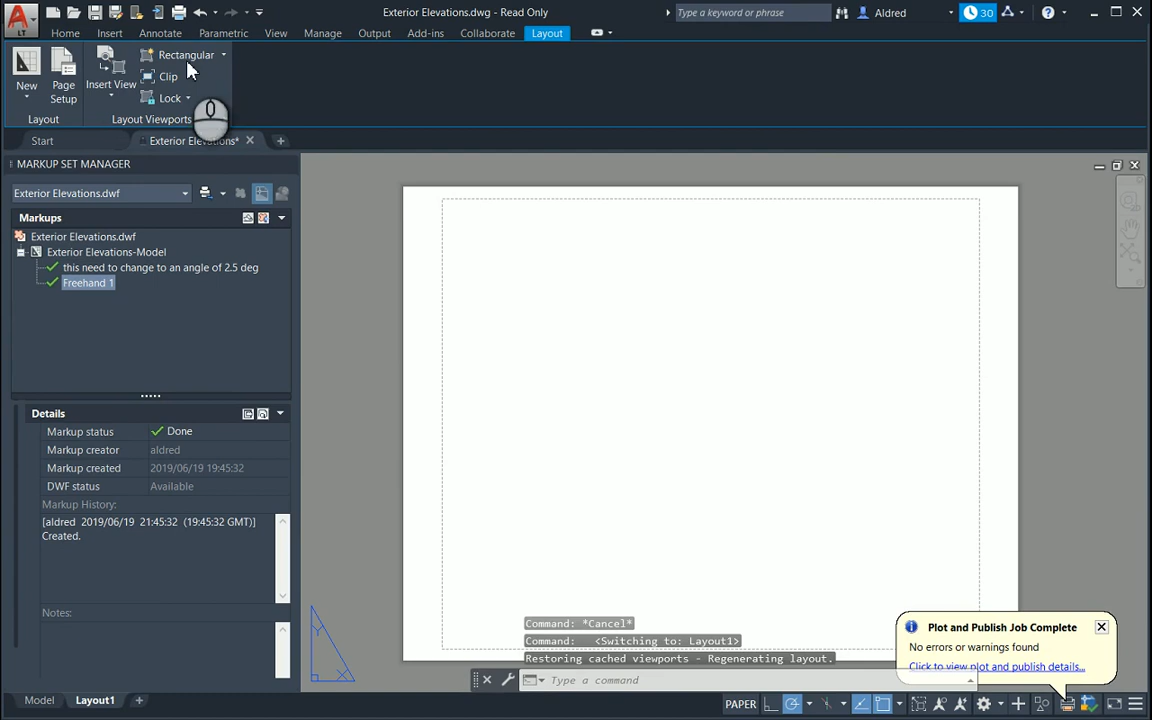 Exterior Elevations.dwg - Read Only
Type a keyword or phrase
Aldred
30
LT
Home Insert Annotate Parametric View Manage Output Add-ins Collaborate Layout
New
Page
Setup
Insert View
Rectangular
Clip
Lock
Layout
Layout Viewports
Start
Exterior Elevations*
MARKUP SET MANAGER
Exterior Elevations.dwf
Markups
Exterior Elevations.dwf
Exterior Elevations-Model
this need to change to an angle of 2.5 deg
Freehand 1
Details
Markup status Done
Markup creator aldred
Markup created 2019/06/19 19:45:32
DWF status Available
Markup History:
[aldred 2019/06/19 21:45:32 (19:45:32 GMT)]
Created.
Notes:
Y
X
Command: *Cancel*
Command: <Switching to: Layout1>
Restoring cached viewports - Regenerating layout.
Type a command
Plot and Publish Job Complete
No errors or warnings found
Click to view plot and publish details...
Model Layout1
PAPER